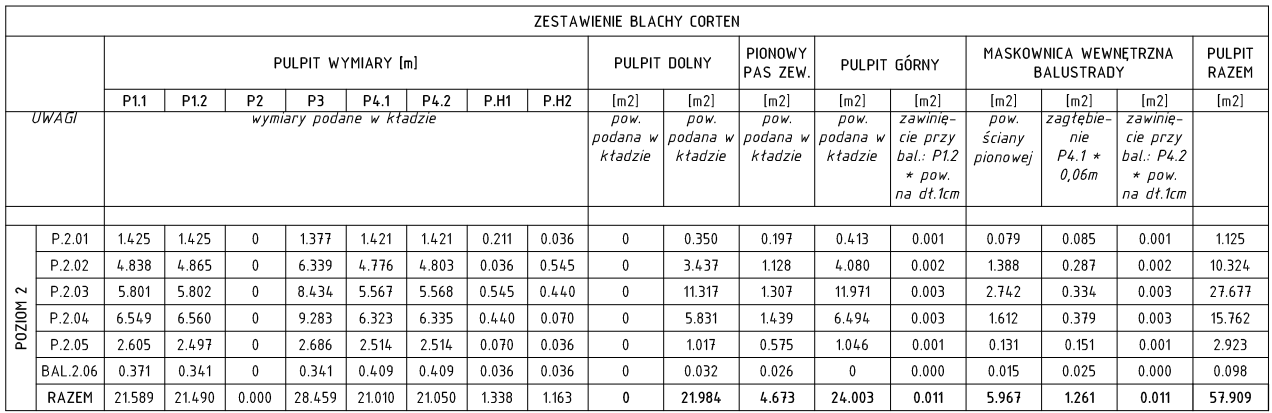 ZESTAWIENIE BLACHY CORTEN
PULPIT WYMIARY [m] PULPIT DOLNY PIONOWY PAS ZEW. PULPIT GÓRNY MASKOWNICA WEWNĘTRZNA BALUSTRADY PULPIT RAZEM
P1.1 P1.2 P2 P3 P4.1 P4.2 P.H1 P.H2 [m2] [m2] [m2] [m2] [m2] [m2] [m2] [m2] [m2]
UWAGI wymiary podane w kładzie pow. podana w kładzie pow. podana w kładzie pow. podana w kładzie pow. podana w kładzie zawinię- cie przy bal.: P1.2 * pow. na dł.1cm pow. ściany pionowej zagłębie- nie P4.1 * 0,06m zawinię- cie przy bal.: P4.2 * pow. na dł.1cm
POZIOM 2
P.2.01 1.425 1.425 0 1.377 1.421 1.421 0.211 0.036 0 0.350 0.197 0.413 0.001 0.079 0.085 0.001 1.125
P.2.02 4.838 4.865 0 6.339 4.776 4.803 0.036 0.545 0 3.437 1.128 4.080 0.002 1.388 0.287 0.002 10.324
P.2.03 5.801 5.802 0 8.434 5.567 5.568 0.545 0.440 0 11.317 1.307 11.971 0.003 2.742 0.334 0.003 27.677
P.2.04 6.549 6.560 0 9.283 6.323 6.335 0.440 0.070 0 5.831 1.439 6.494 0.003 1.612 0.379 0.003 15.762
P.2.05 2.605 2.497 0 2.686 2.514 2.514 0.070 0.036 0 1.017 0.575 1.046 0.001 0.131 0.151 0.001 2.923
BAL.2.06 0.371 0.341 0 0.341 0.409 0.409 0.036 0.036 0 0.032 0.026 0 0.000 0.015 0.025 0.000 0.098
RAZEM 21.589 21.490 0.000 28.459 21.010 21.050 1.338 1.163 0 21.984 4.673 24.003 0.011 5.967 1.261 0.011 57.909